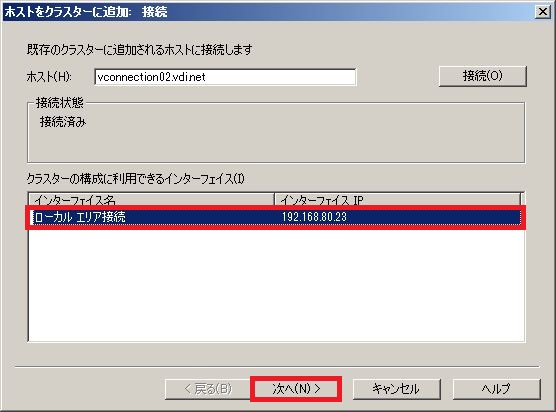 ホストをクラスターに追加: 接続
既存のクラスターに追加されるホストに接続します
ホスト(H): vconnection02.vdi.net 接続(O)
接続状態
接続済み
クラスターの構成に利用できるインターフェイス(I)
インターフェイス名 インターフェイス IP
ローカル エリア接続 192.168.80.23
< 戻る(B) 次へ(N) > キャンセル ヘルプ